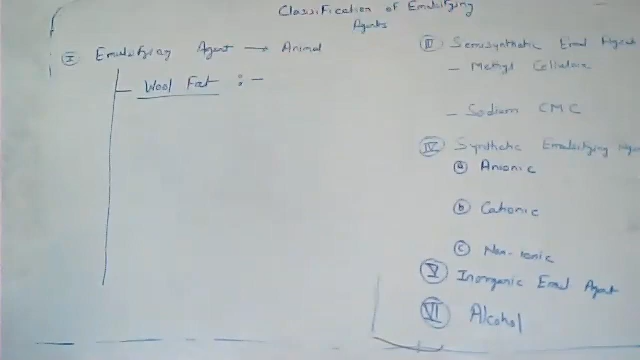 Classification of Emulsifying
Agents
I Emulsifying Agent → Animal
Wool Fat :-
III Semisynthetic Emul Agent
- Methyl Cellulose
- Sodium CMC
IV Synthetic Emulsifying Agen
a Anionic
b Cationic
c Non-ionic
V Inorganic Emul Agent
VI Alcohol